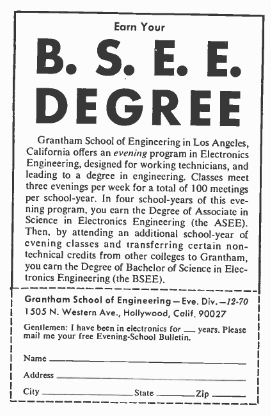 Earn Your
B. S. E. E.
DEGREE
Grantham School of Engineering in Los Angeles,
California offers an evening program in Electronics
Engineering, designed for working technicians, and
leading to a degree in engineering. Classes meet
three evenings per week for a total of 100 meetings
per school-year. In four school-years of this eve-
ning program, you earn the Degree of Associate in
Science in Electronics Engineering (the ASEE).
Then, by attending an additional school-year of
evening classes and transferring certain non-
technical credits from other colleges to Grantham,
you earn the Degree of Bachelor of Science in Elec-
tronics Engineering (the BSEE).
Grantham School of Engineering—Eve. Div.—12-70
1505 N. Western Ave., Hollywood, Calif. 90027
Gentlemen: I have been in electronics for ___ years. Please
mail me your free Evening-School Bulletin.
Name
Address
City State Zip